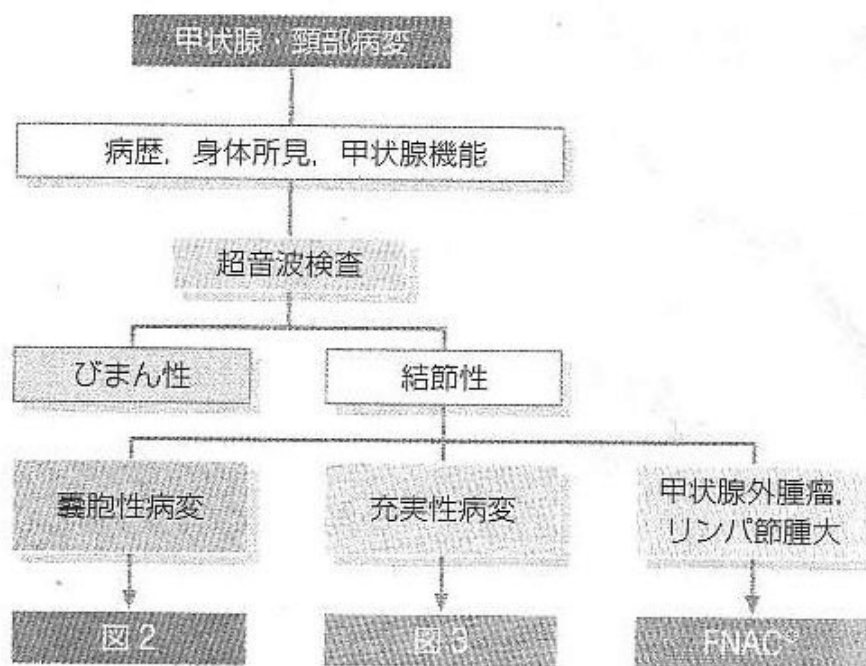 甲状腺・頸部病変
病歴，身体所見，甲状腺機能
超音波検査
びまん性
結節性
嚢胞性病変
充実性病変
甲状腺外腫瘤，
リンパ節腫大
図2
図3
FNAC*